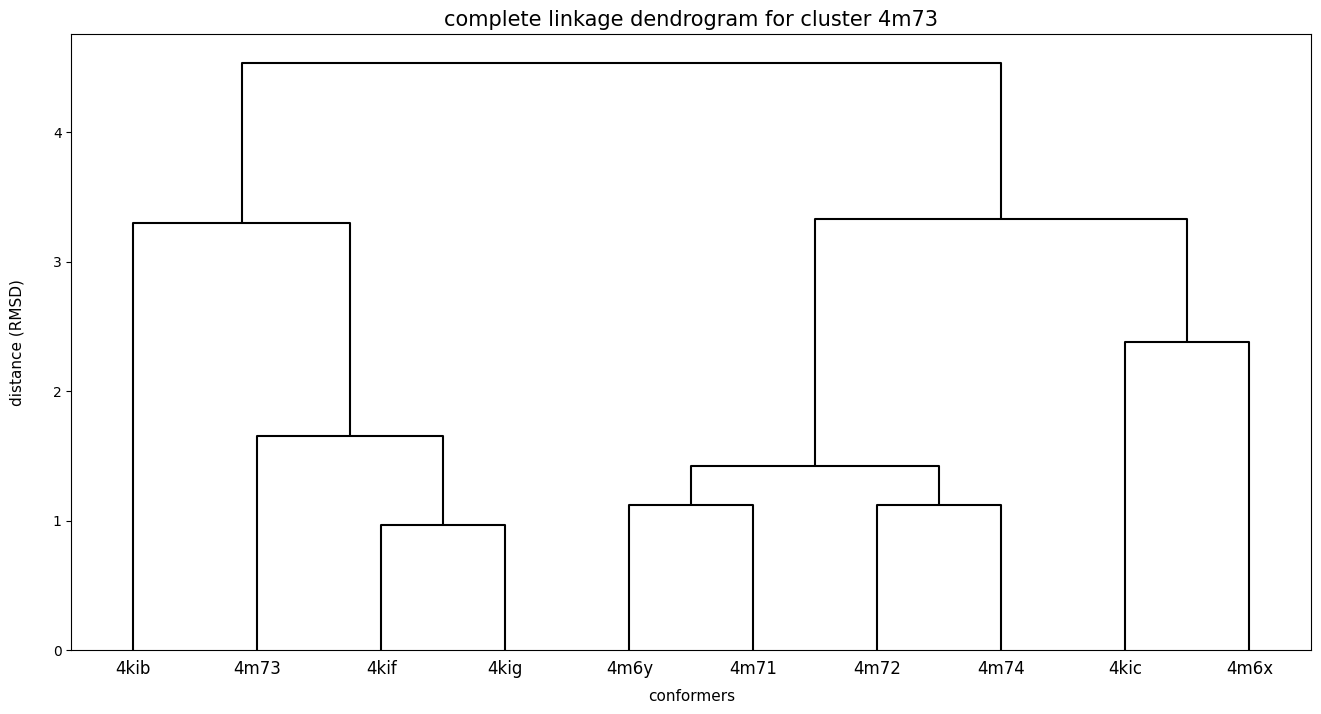 complete linkage dendrogram for cluster 4m73
4
3
2
1
0
distance (RMSD)
4kib 4m73 4kif 4kig 4m6y 4m71 4m72 4m74 4kic 4m6x
conformers